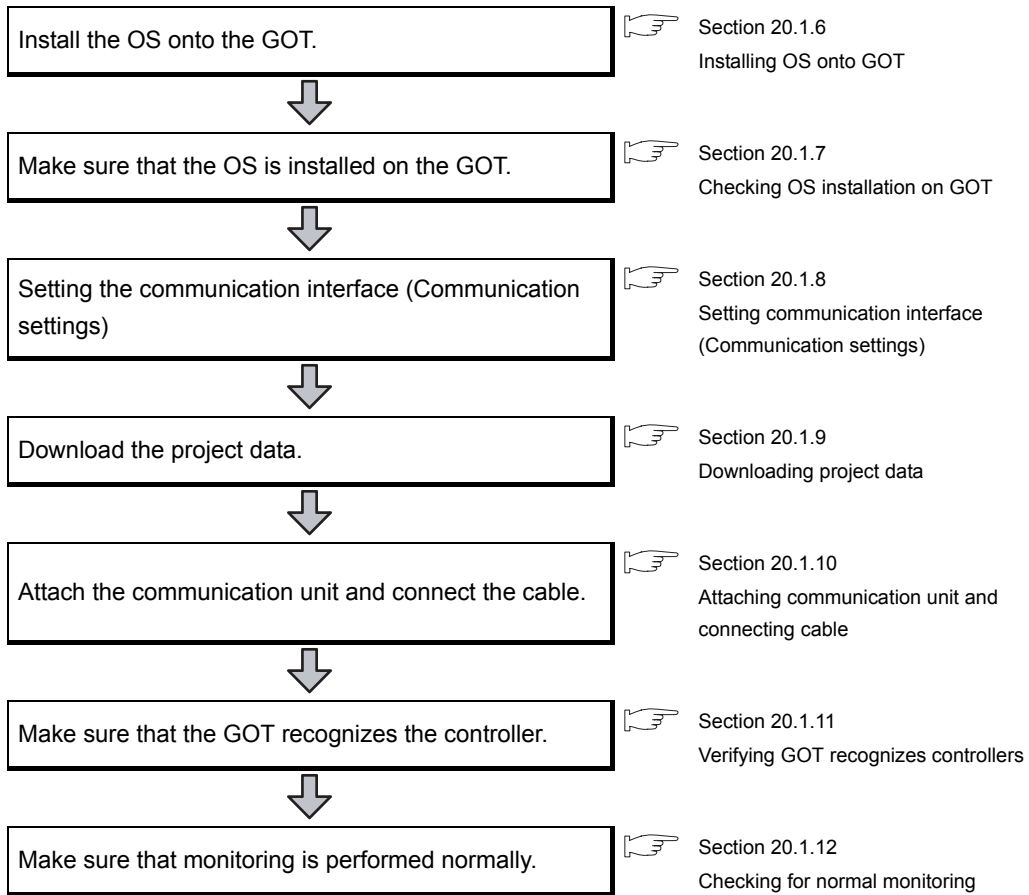 Install the OS onto the GOT.
Section 20.1.6
Installing OS onto GOT
Make sure that the OS is installed on the GOT.
Section 20.1.7
Checking OS installation on GOT
Setting the communication interface (Communication
settings)
Section 20.1.8
Setting communication interface
(Communication settings)
Download the project data.
Section 20.1.9
Downloading project data
Attach the communication unit and connect the cable.
Section 20.1.10
Attaching communication unit and
connecting cable
Make sure that the GOT recognizes the controller.
Section 20.1.11
Verifying GOT recognizes controllers
Make sure that monitoring is performed normally.
Section 20.1.12
Checking for normal monitoring